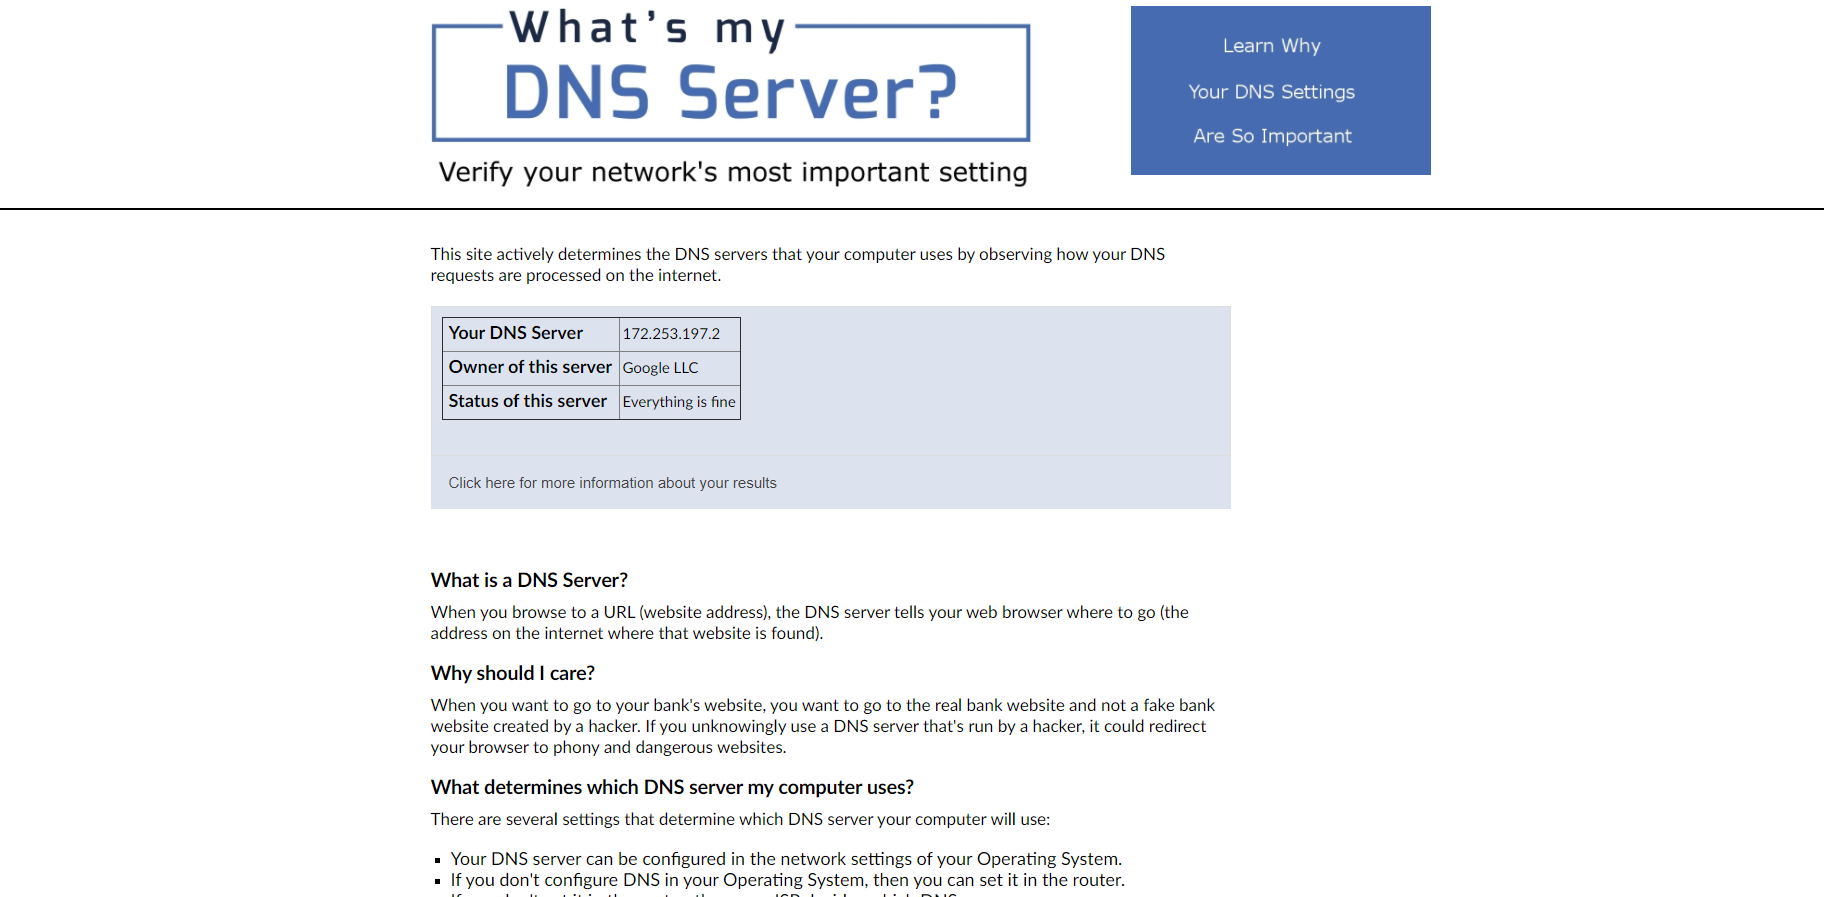 What's my
DNS Server?
Verify your network's most important setting
Learn Why
Your DNS Settings
Are So Important
This site actively determines the DNS servers that your computer uses by observing how your DNS
requests are processed on the internet.
Your DNS Server 172.253.197.2
Owner of this server Google LLC
Status of this server Everything is fine
Click here for more information about your results
What is a DNS Server?
When you browse to a URL (website address), the DNS server tells your web browser where to go (the
address on the internet where that website is found).
Why should I care?
When you want to go to your bank's website, you want to go to the real bank website and not a fake bank
website created by a hacker. If you unknowingly use a DNS server that's run by a hacker, it could redirect
your browser to phony and dangerous websites.
What determines which DNS server my computer uses?
There are several settings that determine which DNS server your computer will use:
▪ Your DNS server can be configured in the network settings of your Operating System.
▪ If you don't configure DNS in your Operating System, then you can set it in the router.